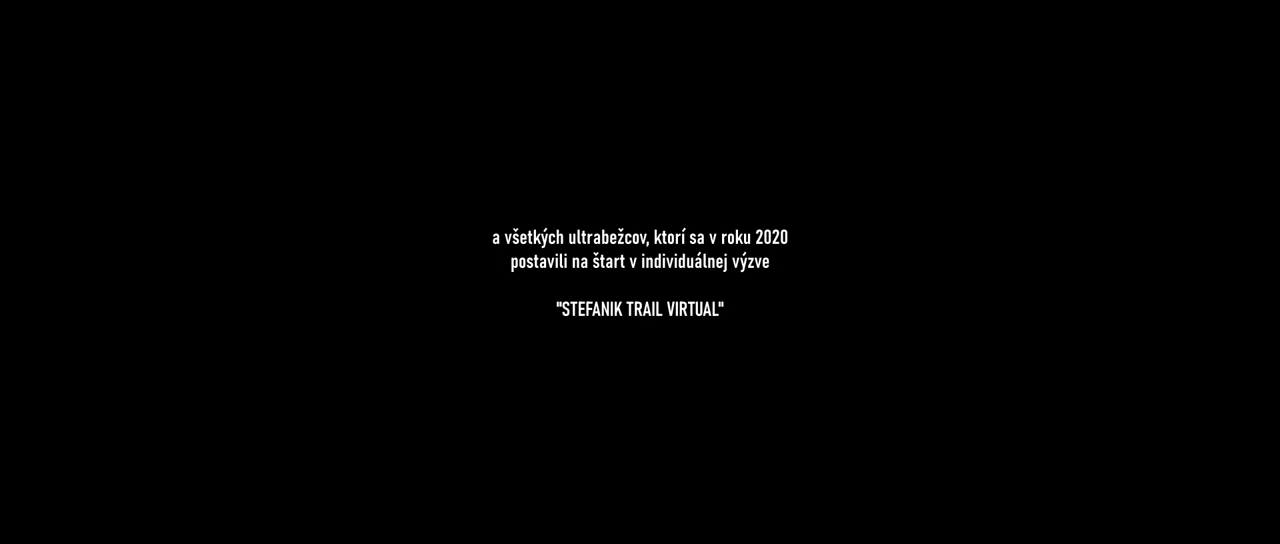 a všetkých ultrabežcov, ktorí sa v roku 2020
postavili na štart v individuálnej výzve
"STEFANIK TRAIL VIRTUAL"